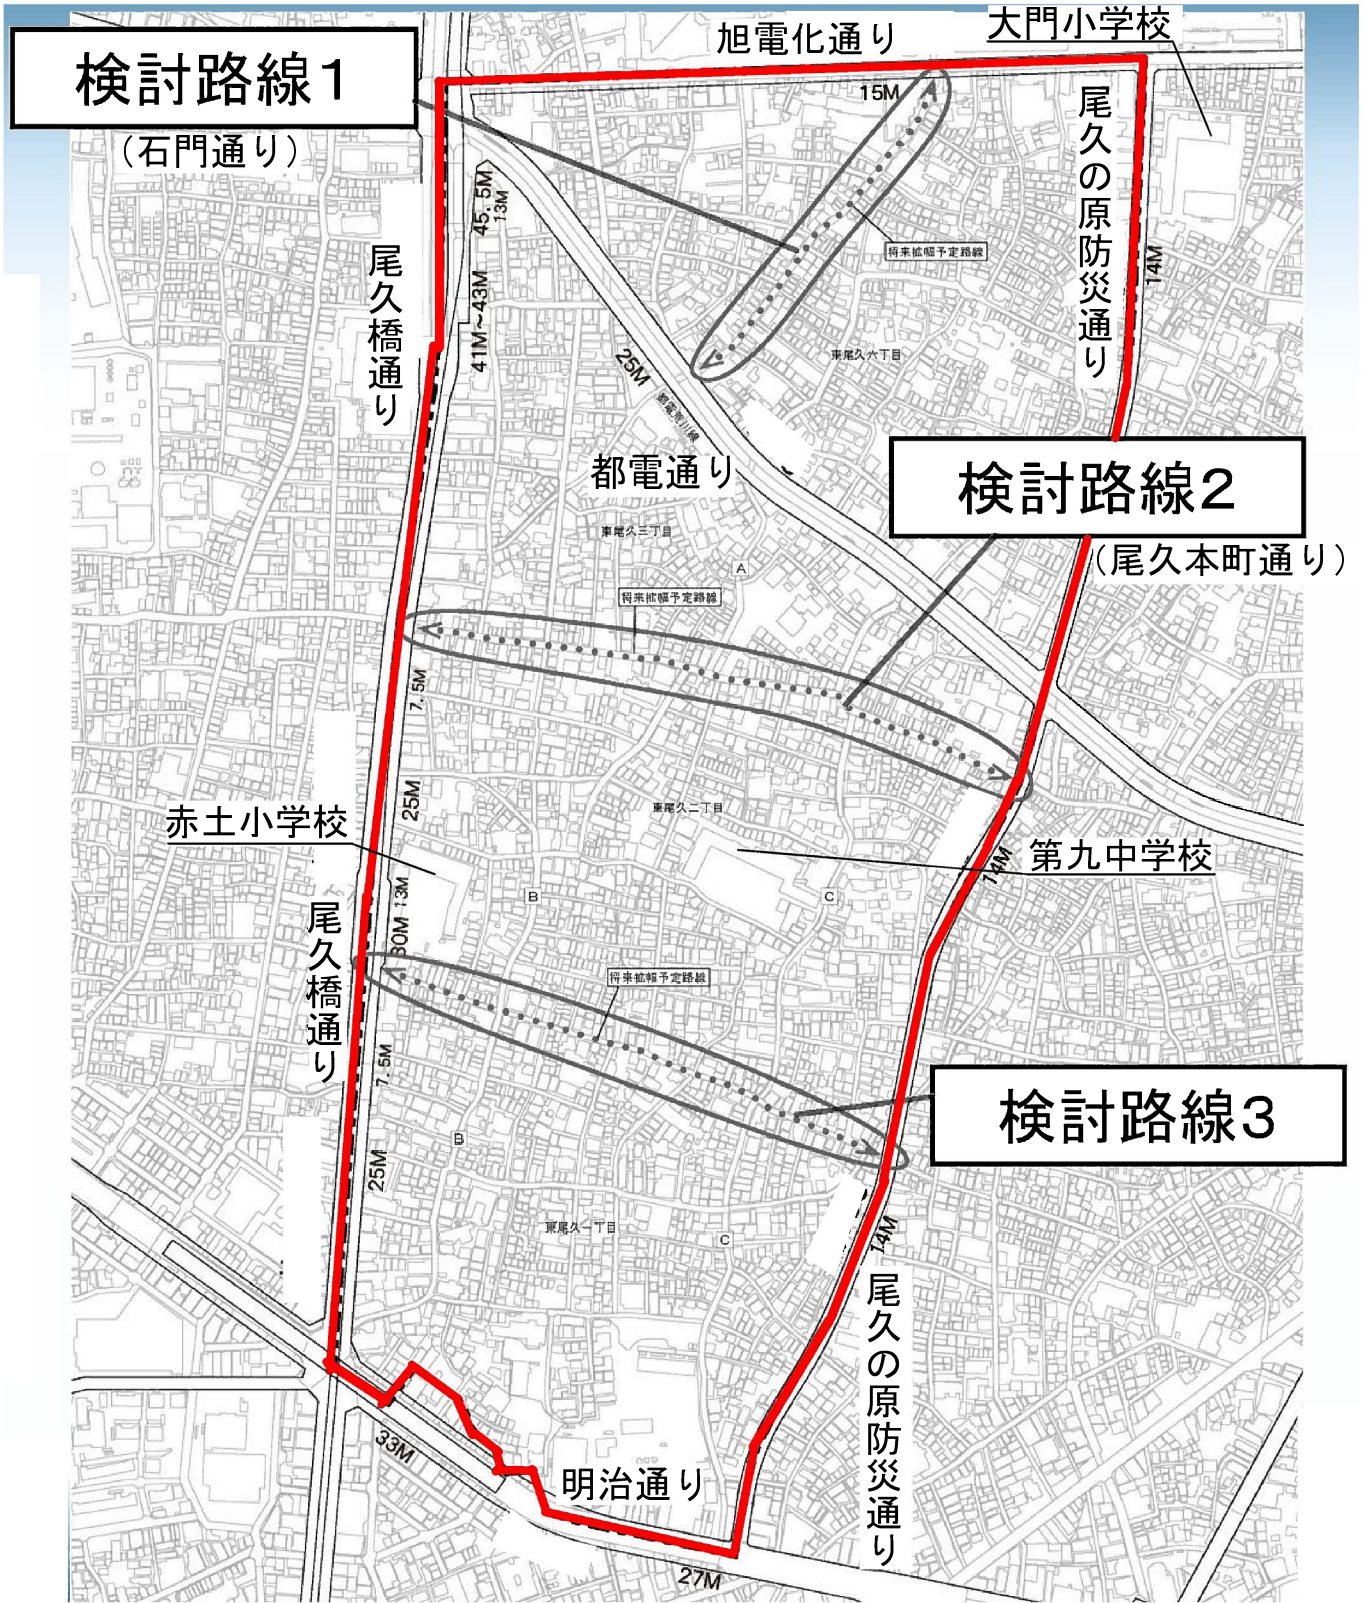 旭電化通り
大門小学校
検討路線1
(石門通り)
15M
尾久の原防災通り
45.5M
13M
14M
将来拡幅予定路線
尾久橋通り
41M～43M
25M
東尾久六丁目
都電荒川線
都電通り
検討路線2
(尾久本町通り)
東尾久三丁目
A
将来拡幅予定路線
7.5M
25M
東尾久二丁目
赤土小学校
第九中学校
14M
13M
30M
B
C
尾久橋通り
将来拡幅予定路線
7.5M
検討路線3
B
25M
東尾久一丁目
C
14M
尾久の原防災通り
33M
明治通り
27M